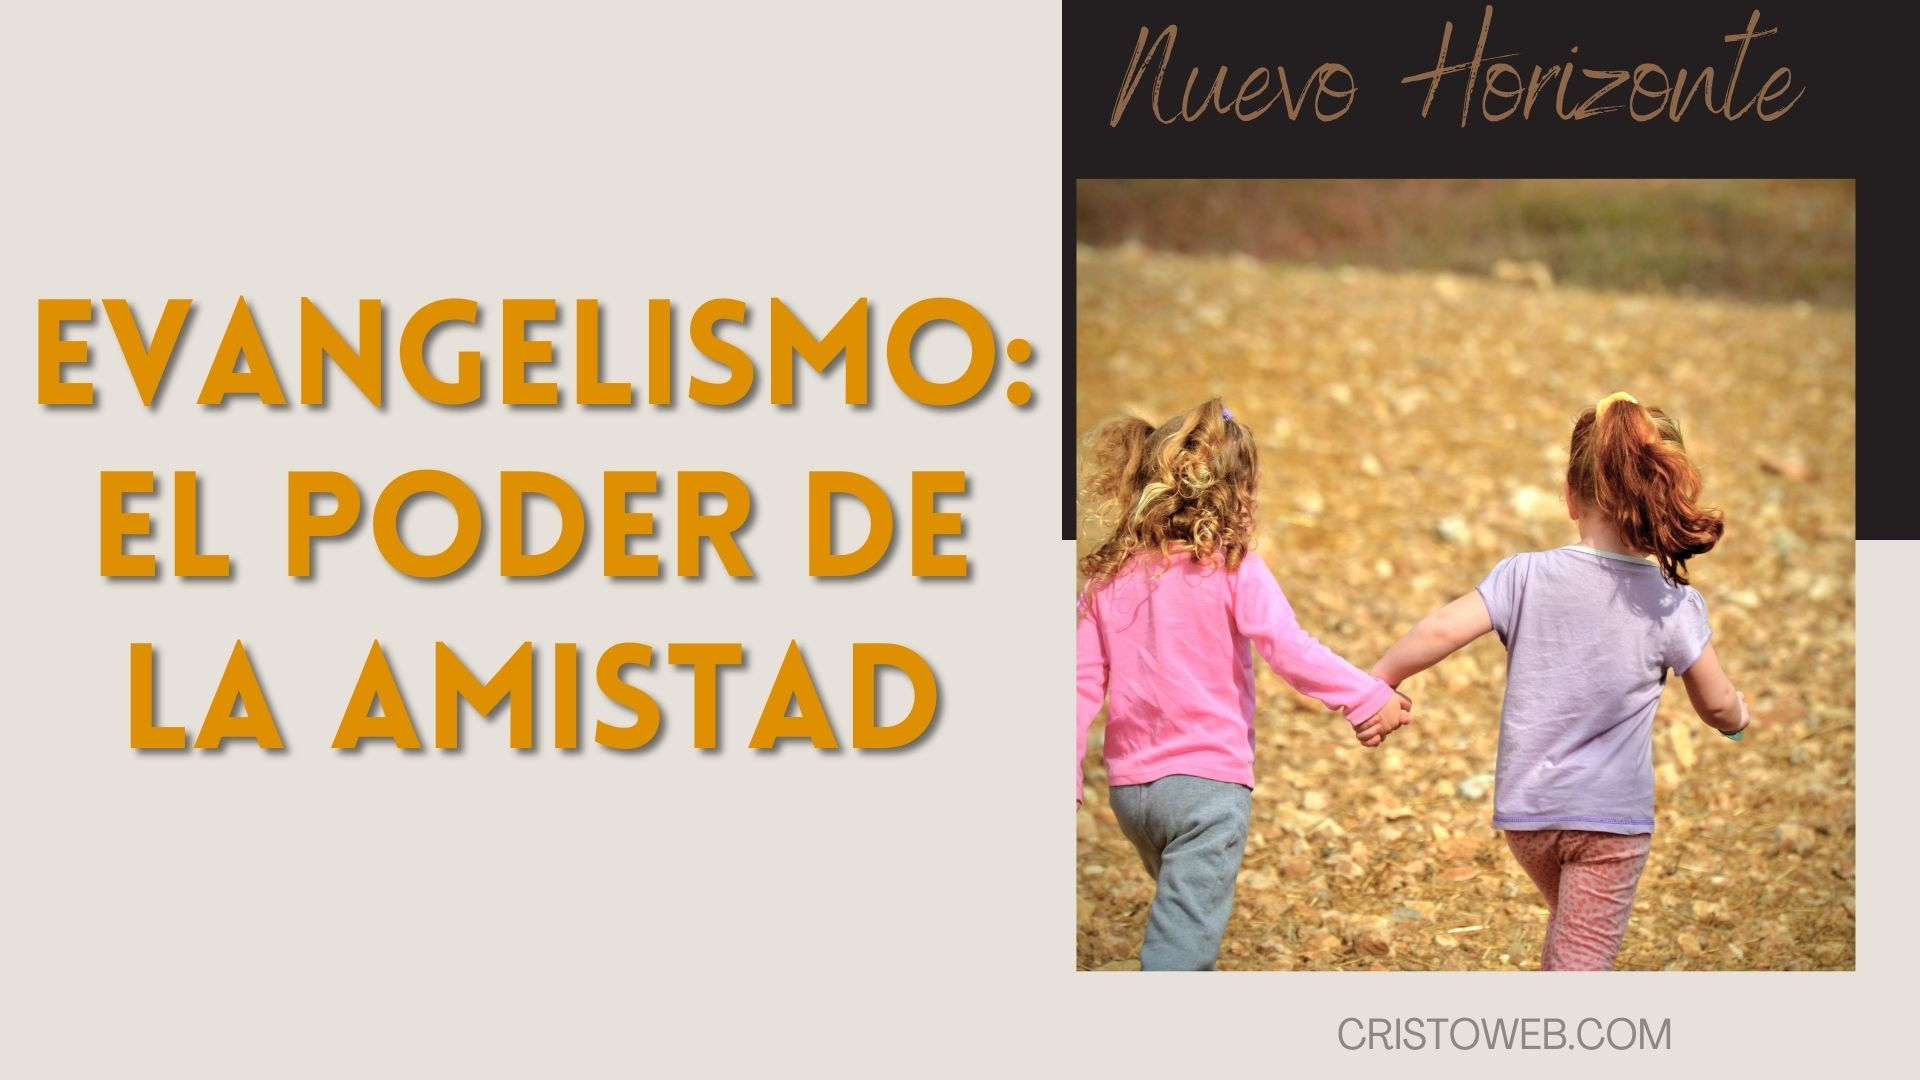 Nuevo Horizonte
EVANGELISMO:
EL PODER DE
LA AMISTAD
CRISTOWEB.COM